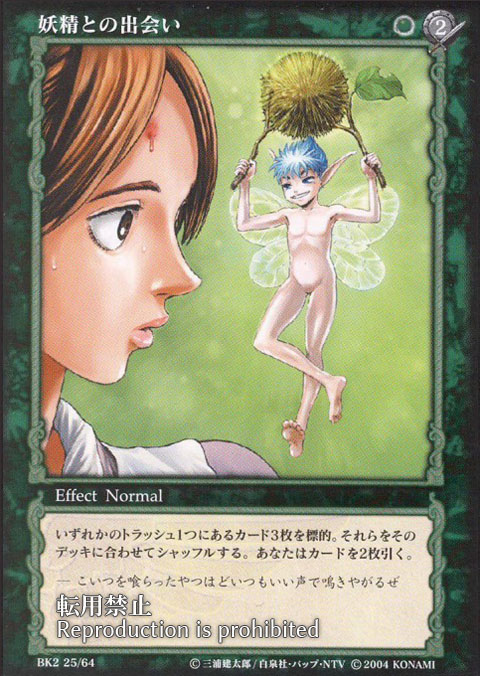 妖精との出会い
2
Effect Normal
いずれかのトラッシュ1つにあるカード3枚を標的。それらをその
デッキに合わせてシャッフルする。あなたはカードを2枚引く。
— こいつを喰らったやつはどいつもいい声で鳴きやがるぜ
転用禁止
Reproduction is prohibited
BK2 25/64
©三浦建太郎/白泉社・バップ・NTV ©2004 KONAMI